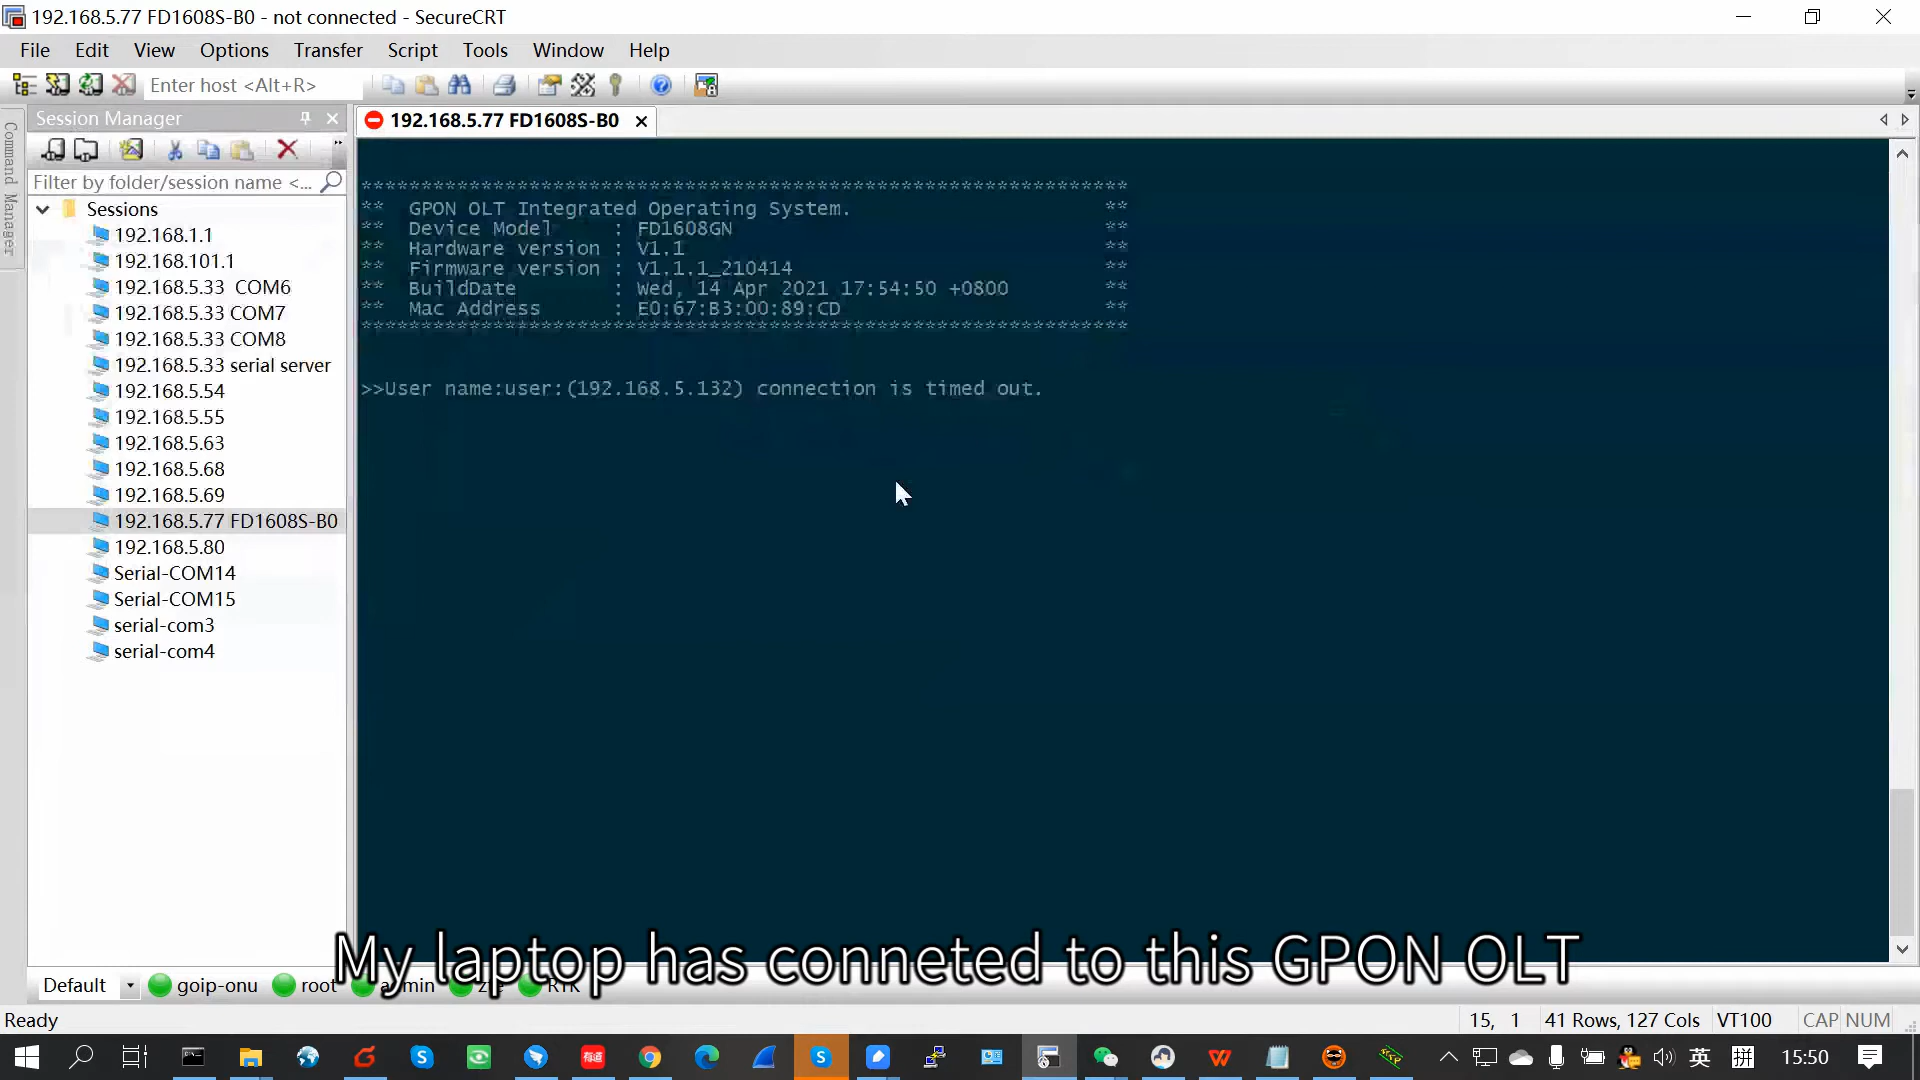 192.168.5.77 FD1608S-B0 - not connected - SecureCRT
File Edit View Options Transfer Script Tools Window Help
Enter host <Alt+R>
Command Manager
Session Manager
192.168.5.77 FD1608S-B0
Filter by folder/session name <...
Sessions
192.168.1.1
192.168.101.1
192.168.5.33 COM6
192.168.5.33 COM7
192.168.5.33 COM8
192.168.5.33 serial server
192.168.5.54
192.168.5.55
192.168.5.63
192.168.5.68
192.168.5.69
192.168.5.77 FD1608S-B0
192.168.5.80
Serial-COM14
Serial-COM15
serial-com3
serial-com4
****************************************************************
** GPON OLT Integrated Operating System. **
** Device Model : FD1608GN **
** Hardware version : V1.1 **
** Firmware version : V1.1.1_210414 **
** BuildDate : Wed, 14 Apr 2021 17:54:50 +0800 **
** Mac Address : E0:67:B3:00:89:CD **
****************************************************************
>>User name:user:(192.168.5.132) connection is timed out.
My laptop has conneted to this GPON OLT
Default goip-onu root
Ready 15, 1 41 Rows, 127 Cols VT100 CAP NUM
有道
英 拼 15:50